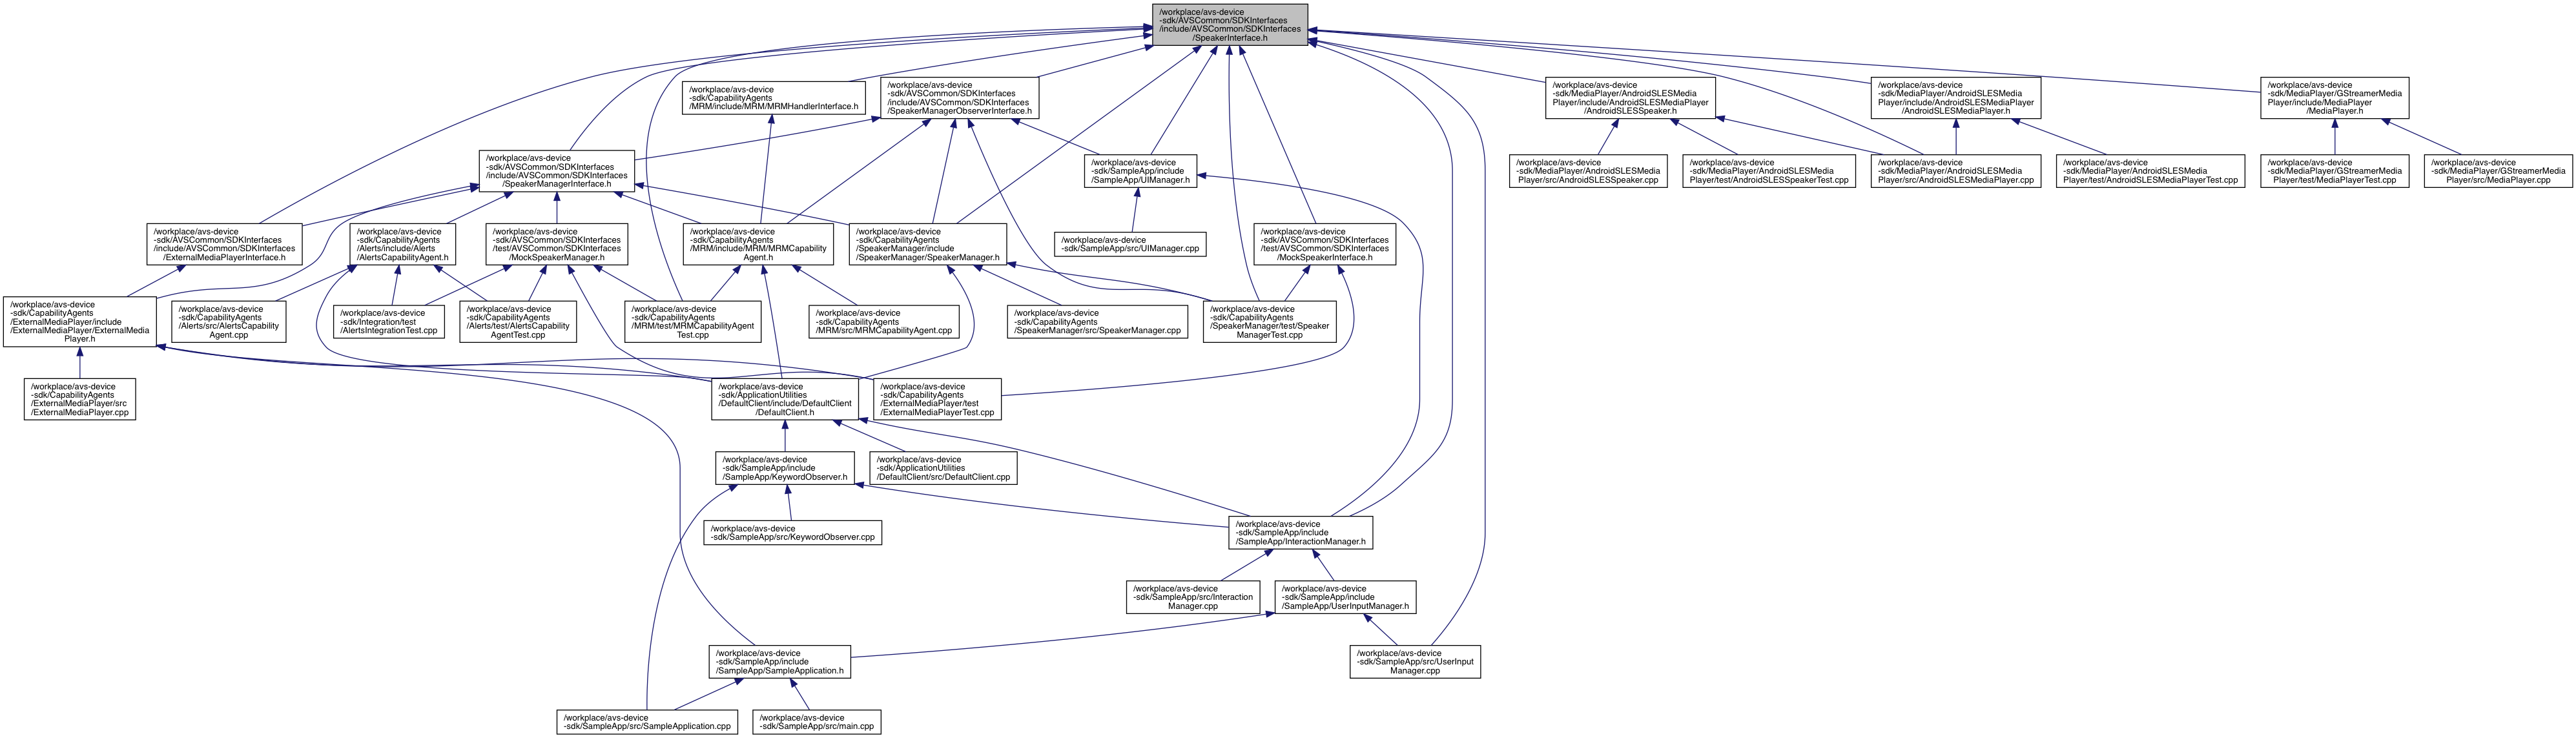 /workplace/avs-device
-sdk/AVSCommon/SDKInterfaces
/include/AVSCommon/SDKInterfaces
/SpeakerInterface.h
/workplace/avs-device
-sdk/CapabilityAgents
/MRM/include/MRM/MRMHandlerInterface.h
/workplace/avs-device
-sdk/AVSCommon/SDKInterfaces
/include/AVSCommon/SDKInterfaces
/SpeakerManagerObserverInterface.h
/workplace/avs-device
-sdk/MediaPlayer/AndroidSLESMedia
Player/include/AndroidSLESMediaPlayer
/AndroidSLESSpeaker.h
/workplace/avs-device
-sdk/MediaPlayer/AndroidSLESMedia
Player/include/AndroidSLESMediaPlayer
/AndroidSLESMediaPlayer.h
/workplace/avs-device
-sdk/MediaPlayer/GStreamerMedia
Player/include/MediaPlayer
/MediaPlayer.h
/workplace/avs-device
-sdk/AVSCommon/SDKInterfaces
/include/AVSCommon/SDKInterfaces
/SpeakerManagerInterface.h
/workplace/avs-device
-sdk/SampleApp/include
/SampleApp/UIManager.h
/workplace/avs-device
-sdk/MediaPlayer/AndroidSLESMedia
Player/src/AndroidSLESSpeaker.cpp
/workplace/avs-device
-sdk/MediaPlayer/AndroidSLESMedia
Player/test/AndroidSLESSpeakerTest.cpp
/workplace/avs-device
-sdk/MediaPlayer/AndroidSLESMedia
Player/src/AndroidSLESMediaPlayer.cpp
/workplace/avs-device
-sdk/MediaPlayer/AndroidSLESMedia
Player/test/AndroidSLESMediaPlayerTest.cpp
/workplace/avs-device
-sdk/MediaPlayer/GStreamerMedia
Player/test/MediaPlayerTest.cpp
/workplace/avs-device
-sdk/MediaPlayer/GStreamerMedia
Player/src/MediaPlayer.cpp
/workplace/avs-device
-sdk/AVSCommon/SDKInterfaces
/include/AVSCommon/SDKInterfaces
/ExternalMediaPlayerInterface.h
/workplace/avs-device
-sdk/CapabilityAgents
/Alerts/include/Alerts
/AlertsCapabilityAgent.h
/workplace/avs-device
-sdk/AVSCommon/SDKInterfaces
/test/AVSCommon/SDKInterfaces
/MockSpeakerManager.h
/workplace/avs-device
-sdk/CapabilityAgents
/MRM/include/MRM/MRMCapability
Agent.h
/workplace/avs-device
-sdk/CapabilityAgents
/SpeakerManager/include
/SpeakerManager/SpeakerManager.h
/workplace/avs-device
-sdk/SampleApp/src/UIManager.cpp
/workplace/avs-device
-sdk/AVSCommon/SDKInterfaces
/test/AVSCommon/SDKInterfaces
/MockSpeakerInterface.h
/workplace/avs-device
-sdk/CapabilityAgents
/ExternalMediaPlayer/include
/ExternalMediaPlayer/ExternalMedia
Player.h
/workplace/avs-device
-sdk/CapabilityAgents
/Alerts/src/AlertsCapability
Agent.cpp
/workplace/avs-device
-sdk/Integration/test
/AlertsIntegrationTest.cpp
/workplace/avs-device
-sdk/CapabilityAgents
/Alerts/test/AlertsCapability
AgentTest.cpp
/workplace/avs-device
-sdk/CapabilityAgents
/MRM/test/MRMCapabilityAgent
Test.cpp
/workplace/avs-device
-sdk/CapabilityAgents
/MRM/src/MRMCapabilityAgent.cpp
/workplace/avs-device
-sdk/CapabilityAgents
/SpeakerManager/src/SpeakerManager.cpp
/workplace/avs-device
-sdk/CapabilityAgents
/SpeakerManager/test/Speaker
ManagerTest.cpp
/workplace/avs-device
-sdk/CapabilityAgents
/ExternalMediaPlayer/src
/ExternalMediaPlayer.cpp
/workplace/avs-device
-sdk/ApplicationUtilities
/DefaultClient/include/DefaultClient
/DefaultClient.h
/workplace/avs-device
-sdk/CapabilityAgents
/ExternalMediaPlayer/test
/ExternalMediaPlayerTest.cpp
/workplace/avs-device
-sdk/SampleApp/include
/SampleApp/KeywordObserver.h
/workplace/avs-device
-sdk/ApplicationUtilities
/DefaultClient/src/DefaultClient.cpp
/workplace/avs-device
-sdk/SampleApp/src/KeywordObserver.cpp
/workplace/avs-device
-sdk/SampleApp/include
/SampleApp/InteractionManager.h
/workplace/avs-device
-sdk/SampleApp/src/Interaction
Manager.cpp
/workplace/avs-device
-sdk/SampleApp/include
/SampleApp/UserInputManager.h
/workplace/avs-device
-sdk/SampleApp/include
/SampleApp/SampleApplication.h
/workplace/avs-device
-sdk/SampleApp/src/UserInput
Manager.cpp
/workplace/avs-device
-sdk/SampleApp/src/SampleApplication.cpp
/workplace/avs-device
-sdk/SampleApp/src/main.cpp